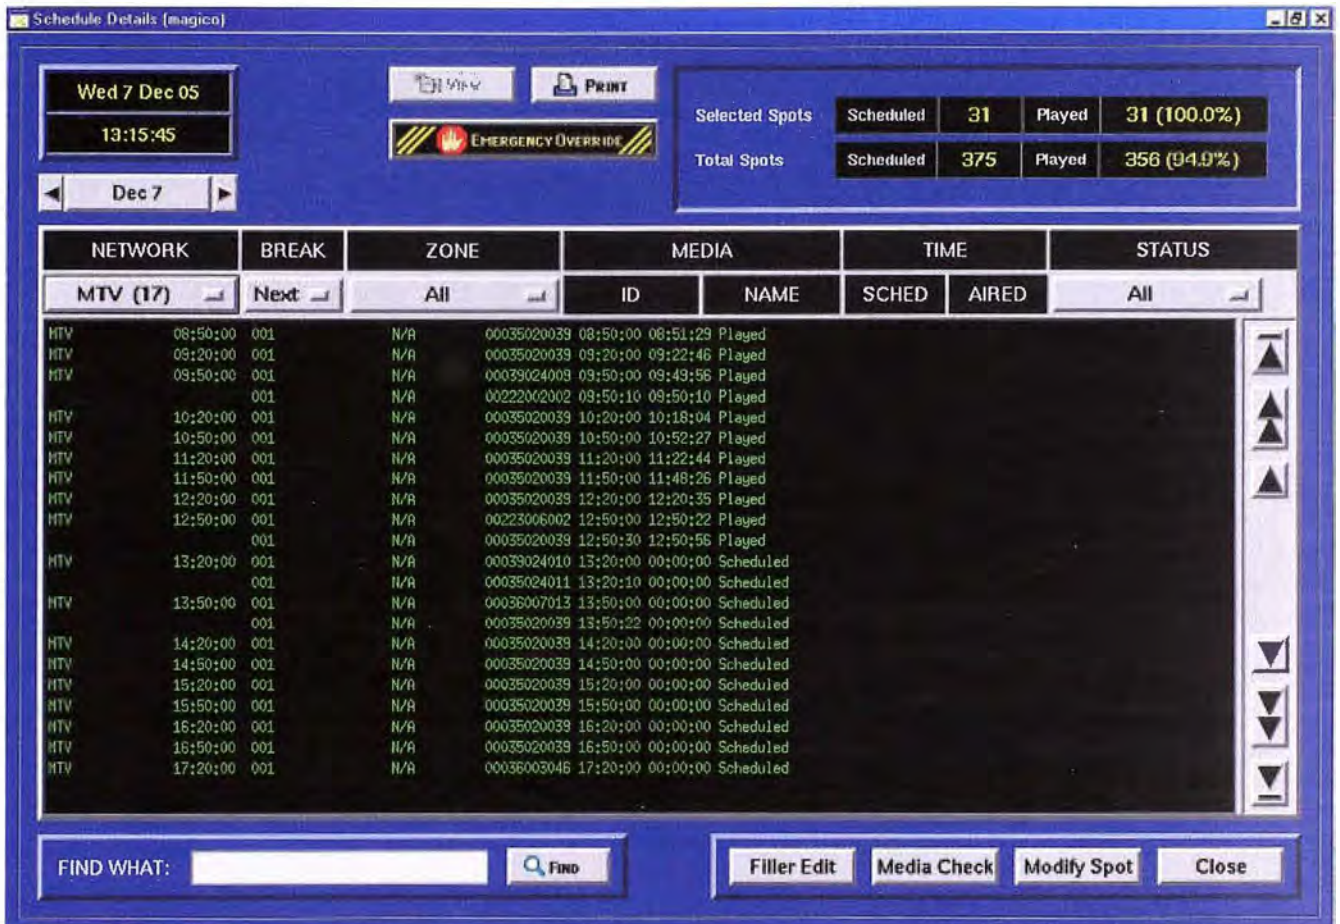 Schedule Details (magico)
Wed 7 Dec 05
13:15:45
Dec 7
View
PRINT
EMERGENCY OVERRIDE
Selected Spots Scheduled 31 Played 31 (100.0%)
Total Spots Scheduled 375 Played 356 (94.9%)
NETWORK BREAK ZONE MEDIA TIME STATUS
MTV (17) Next All ID NAME SCHED AIRED All
MTV 08:50:00 001 N/A 00035020039 08:50:00 08:51:29 Played
MTV 09:20:00 001 N/A 00035020039 09:20:00 09:22:46 Played
MTV 09:50:00 001 N/A 00039024009 09:50:00 09:49:56 Played
001 N/A 00222002002 09:50:10 09:50:10 Played
MTV 10:20:00 001 N/A 00035020039 10:20:00 10:18:04 Played
MTV 10:50:00 001 N/A 00035020039 10:50:00 10:52:27 Played
MTV 11:20:00 001 N/A 00035020039 11:20:00 11:22:44 Played
MTV 11:50:00 001 N/A 00035020039 11:50:00 11:48:26 Played
MTV 12:20:00 001 N/A 00035020039 12:20:00 12:20:35 Played
MTV 12:50:00 001 N/A 00223006002 12:50:00 12:50:22 Played
001 N/A 00035020039 12:50:30 12:50:56 Played
MTV 13:20:00 001 N/A 00039024010 13:20:00 00:00:00 Scheduled
001 N/A 00035024011 13:20:10 00:00:00 Scheduled
MTV 13:50:00 001 N/A 00036007013 13:50:00 00:00:00 Scheduled
001 N/A 00035020039 13:50:22 00:00:00 Scheduled
MTV 14:20:00 001 N/A 00035020039 14:20:00 00:00:00 Scheduled
MTV 14:50:00 001 N/A 00035020039 14:50:00 00:00:00 Scheduled
MTV 15:20:00 001 N/A 00035020039 15:20:00 00:00:00 Scheduled
MTV 15:50:00 001 N/A 00035020039 15:50:00 00:00:00 Scheduled
MTV 16:20:00 001 N/A 00035020039 16:20:00 00:00:00 Scheduled
MTV 16:50:00 001 N/A 00035020039 16:50:00 00:00:00 Scheduled
MTV 17:20:00 001 N/A 00036003046 17:20:00 00:00:00 Scheduled
FIND WHAT: FIND Filler Edit Media Check Modify Spot Close